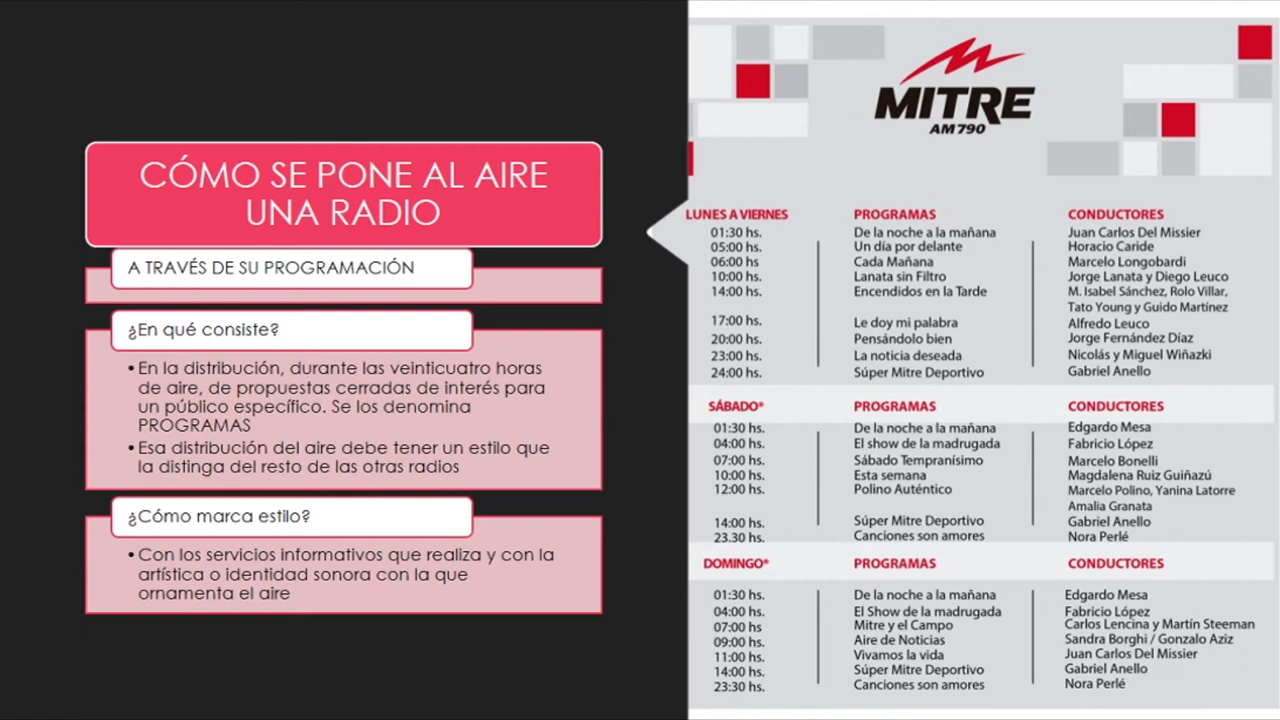 CÓMO SE PONE AL AIRE
UNA RADIO
A TRAVÉS DE SU PROGRAMACIÓN
¿En qué consiste?
• En la distribución, durante las veinticuatro horas
de aire, de propuestas cerradas de interés para
un público específico. Se los denomina
PROGRAMAS
• Esa distribución del aire debe tener un estilo que
la distinga del resto de las otras radios
¿Cómo marca estilo?
• Con los servicios informativos que realiza y con la
artística o identidad sonora con la que
ornamenta el aire
MITRE
AM 790
LUNES A VIERNES PROGRAMAS CONDUCTORES
01:30 hs. De la noche a la mañana Juan Carlos Del Missier
05:00 hs. Un día por delante Horacio Caride
06:00 hs Cada Mañana Marcelo Longobardi
10:00 hs. Lanata sin Filtro Jorge Lanata y Diego Leuco
14:00 hs. Encendidos en la Tarde M. Isabel Sánchez, Rolo Villar,
Tato Young y Guido Martínez
17:00 hs. Le doy mi palabra Alfredo Leuco
20:00 hs. Pensándolo bien Jorge Fernández Díaz
23:00 hs. La noticia deseada Nicolás y Miguel Wiñazki
24:00 hs. Súper Mitre Deportivo Gabriel Anello
SÁBADO* PROGRAMAS CONDUCTORES
01:30 hs. De la noche a la mañana Edgardo Mesa
04:00 hs. El show de la madrugada Fabricio López
07:00 hs. Sábado Tempranísimo Marcelo Bonelli
10:00 hs. Esta semana Magdalena Ruiz Guiñazú
12:00 hs. Polino Auténtico Marcelo Polino, Yanina Latorre
Amalia Granata
14:00 hs. Súper Mitre Deportivo Gabriel Anello
23.30 hs. Canciones son amores Nora Perlé
DOMINGO* PROGRAMAS CONDUCTORES
01:30 hs. De la noche a la mañana Edgardo Mesa
04:00 hs. El Show de la madrugada Fabricio López
07:00 hs Mitre y el Campo Carlos Lencina y Martín Steeman
09:00 hs. Aire de Noticias Sandra Borghi / Gonzalo Aziz
11:00 hs. Vivamos la vida Juan Carlos Del Missier
14:00 hs. Súper Mitre Deportivo Gabriel Anello
23:30 hs. Canciones son amores Nora Perlé